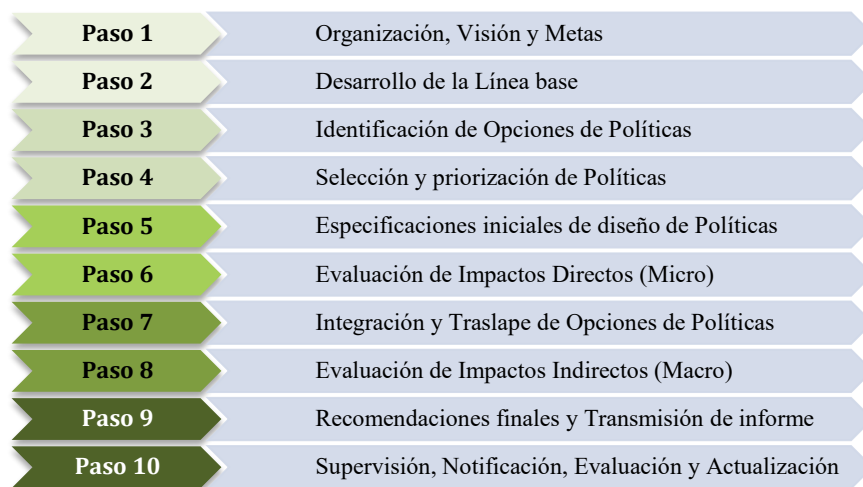 Paso 1 Organización, Visión y Metas
Paso 2 Desarrollo de la Línea base
Paso 3 Identificación de Opciones de Políticas
Paso 4 Selección y priorización de Políticas
Paso 5 Especificaciones iniciales de diseño de Políticas
Paso 6 Evaluación de Impactos Directos (Micro)
Paso 7 Integración y Traslape de Opciones de Políticas
Paso 8 Evaluación de Impactos Indirectos (Macro)
Paso 9 Recomendaciones finales y Transmisión de informe
Paso 10 Supervisión, Notificación, Evaluación y Actualización